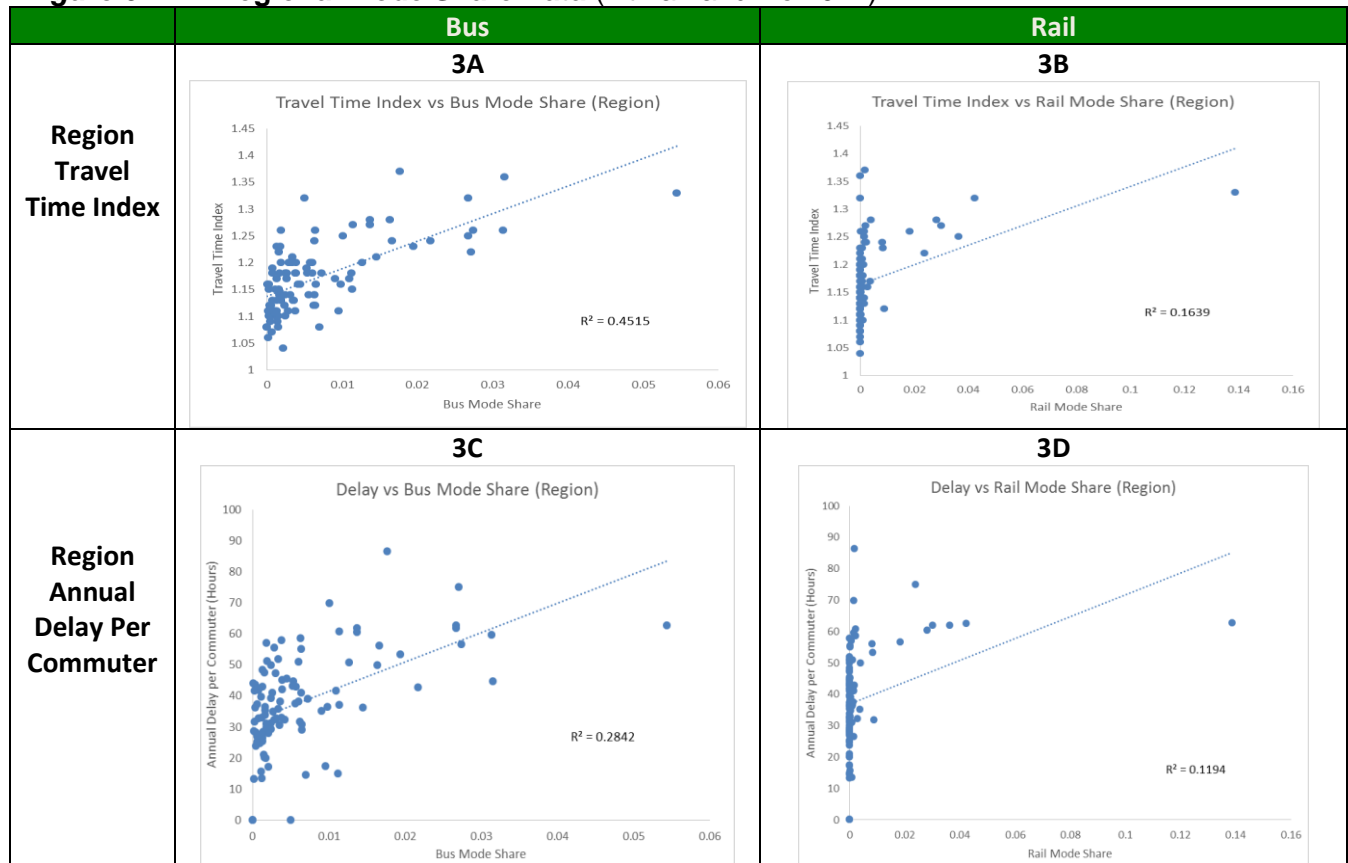 Bus
Rail
Region
Travel
Time Index
3A
Travel Time Index vs Bus Mode Share (Region)
1.45
1.4
1.35
1.3
1.25
1.2
1.15
1.1
1.05
1
Travel Time Index
R² = 0.4515
0 0.01 0.02 0.03 0.04 0.05 0.06
Bus Mode Share
3B
Travel Time Index vs Rail Mode Share (Region)
1.45
1.4
1.35
1.3
1.25
1.2
1.15
1.1
1.05
1
Travel Time Index
R² = 0.1639
0 0.02 0.04 0.06 0.08 0.1 0.12 0.14 0.16
Rail Mode Share
Region
Annual
Delay Per
Commuter
3C
Delay vs Bus Mode Share (Region)
100
90
80
70
60
50
40
30
20
10
0
Annual Delay per Commuter (Hours)
R² = 0.2842
0 0.01 0.02 0.03 0.04 0.05 0.06
Bus Mode Share
3D
Delay vs Rail Mode Share (Region)
100
90
80
70
60
50
40
30
20
10
0
Annual Delay per Commuter (Hours)
R² = 0.1194
0 0.02 0.04 0.06 0.08 0.1 0.12 0.14 0.16
Rail Mode Share